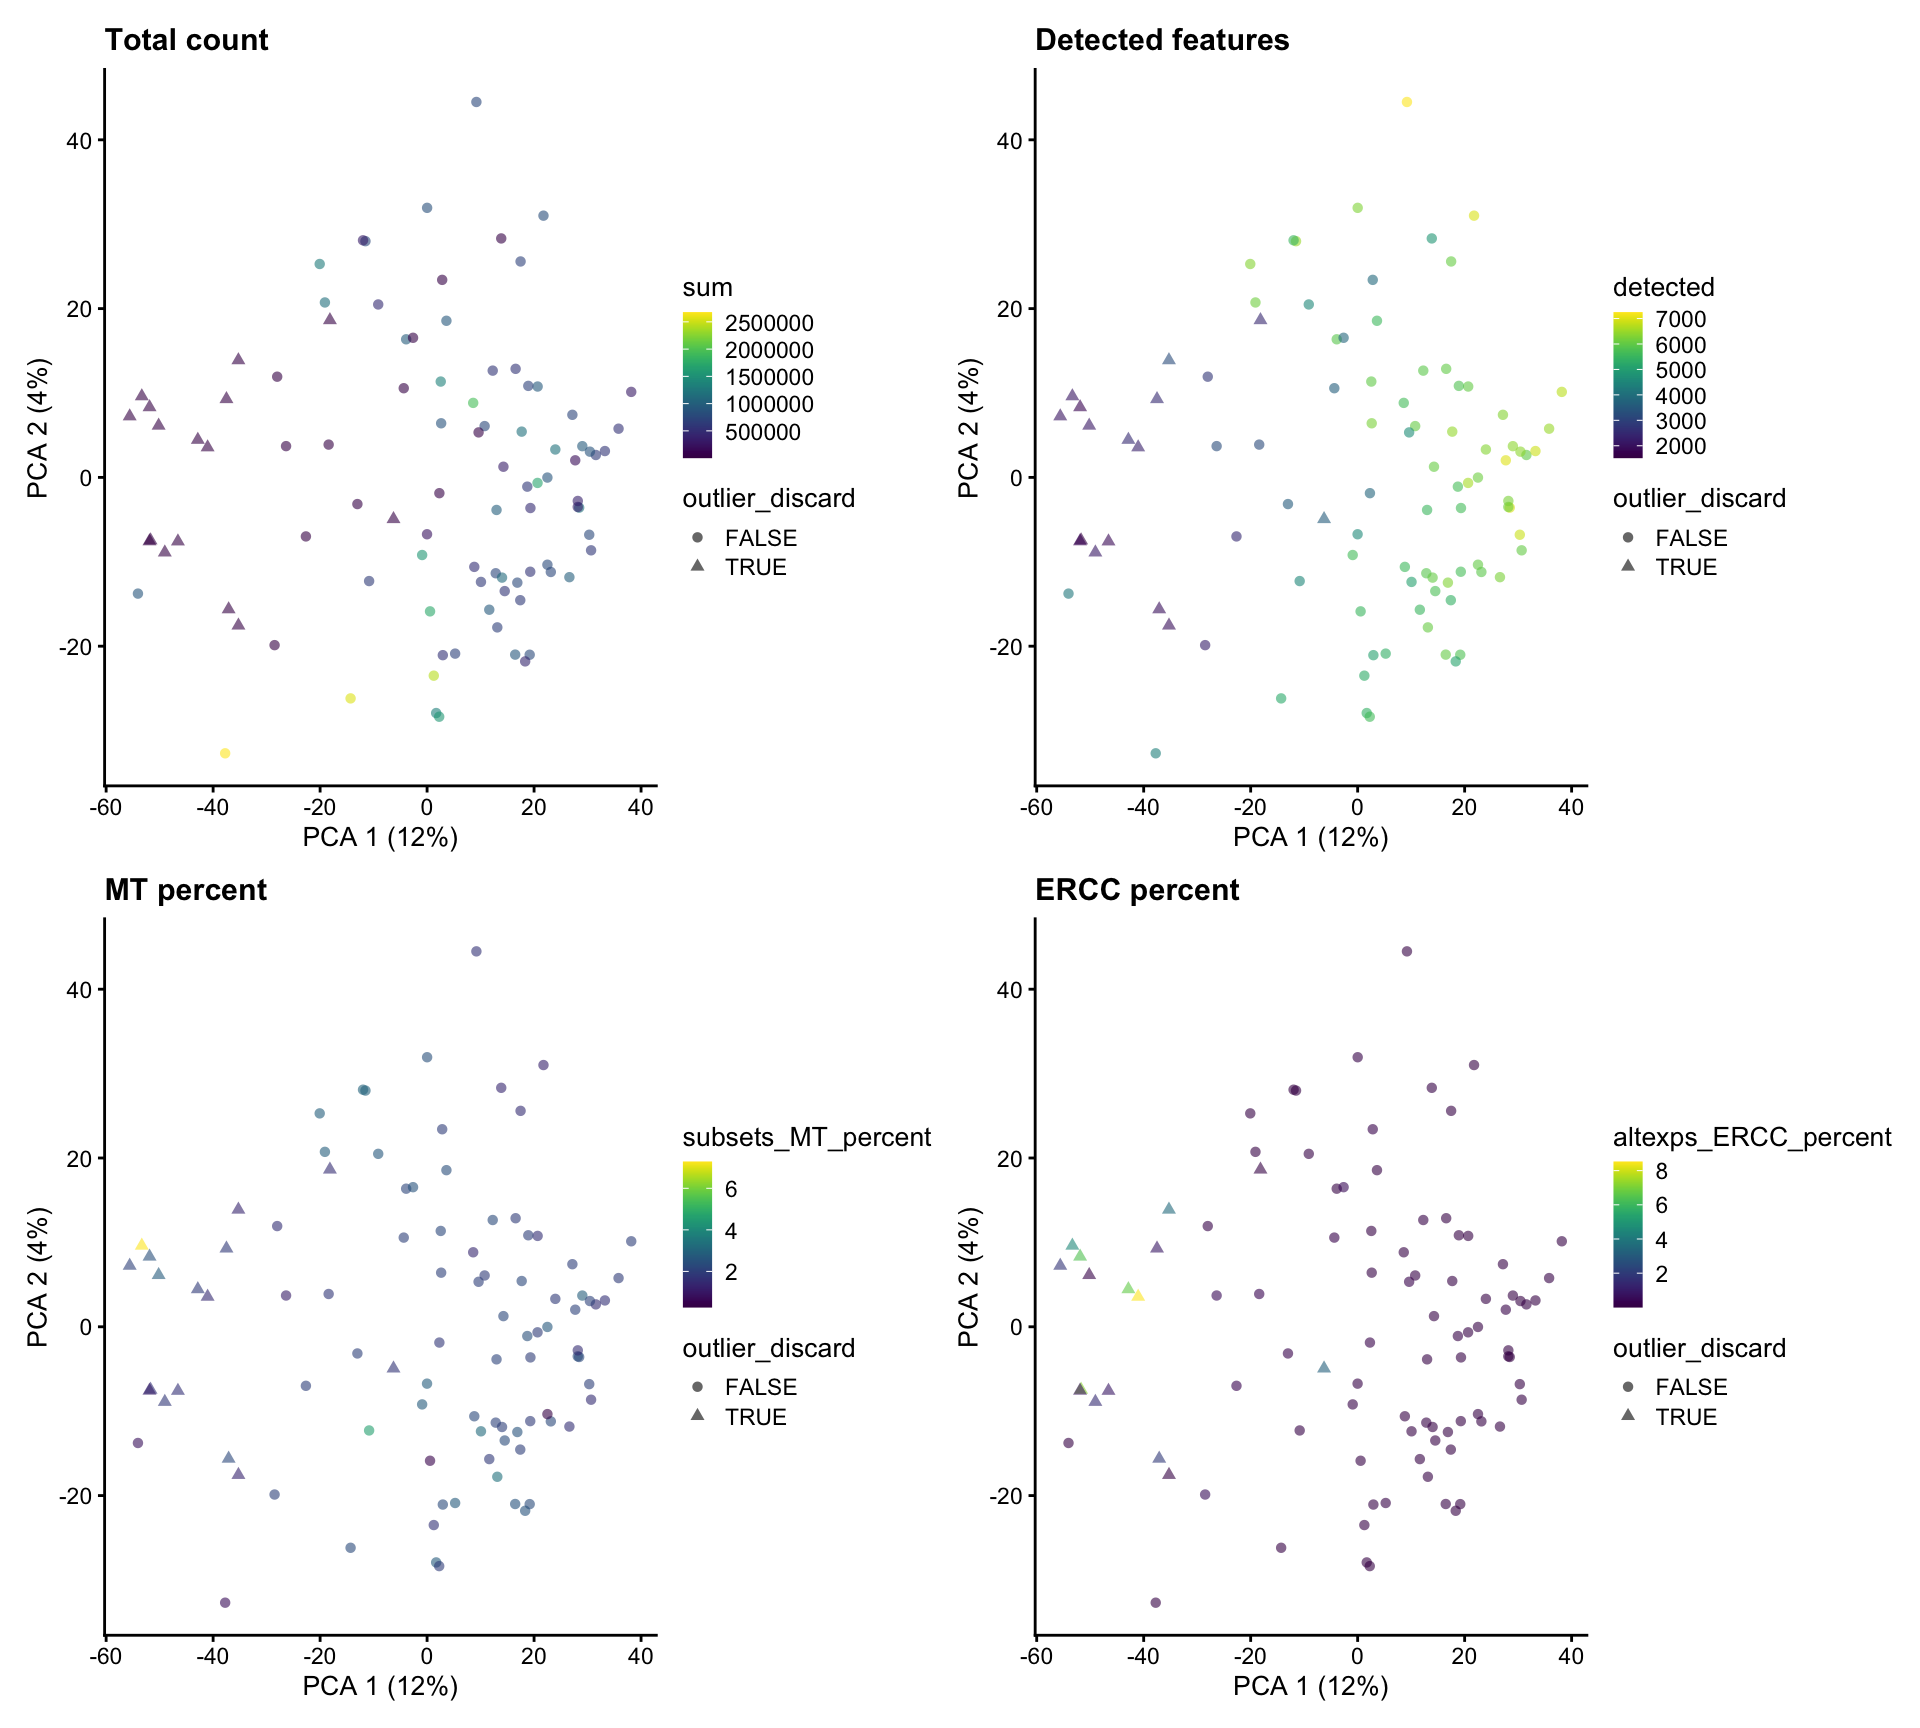 Total count
40
20
0
-20
-60
-40
-20
0
20
40
PCA 1 (12%)
PCA 2 (4%)
sum
2500000
2000000
1500000
1000000
500000
outlier_discard
FALSE
TRUE
Detected features
40
20
0
-20
-60
-40
-20
0
20
40
PCA 1 (12%)
PCA 2 (4%)
detected
7000
6000
5000
4000
3000
2000
outlier_discard
FALSE
TRUE
MT percent
40
20
0
-20
-60
-40
-20
0
20
40
PCA 1 (12%)
PCA 2 (4%)
subsets_MT_percent
6
4
2
outlier_discard
FALSE
TRUE
ERCC percent
40
20
0
-20
-60
-40
-20
0
20
40
PCA 1 (12%)
PCA 2 (4%)
altexps_ERCC_percent
8
6
4
2
outlier_discard
FALSE
TRUE